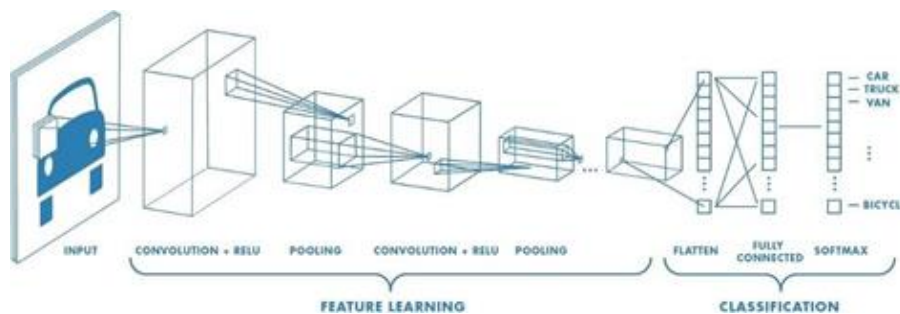 CAR
TRUCK
VAN
BICYCL
INPUT
CONVOLUTION + RELU
POOLING
CONVOLUTION + RELU
POOLING
FLATTEN
FULLY
CONNECTED
SOFTMAX
FEATURE LEARNING
CLASSIFICATION